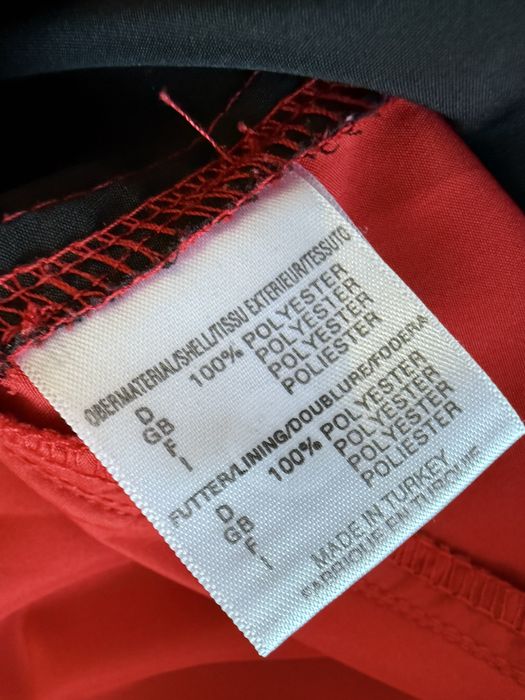 OBERMATERIAL/SHELL/TISSU EXTERIEUR/TESSUTO
D 100% POLYESTER
GB POLYESTER
F POLYESTER
I POLIESTER
FUTTER/LINING/DOUBLURE/FODERA
D 100% POLYESTER
GB POLYESTER
F POLYESTER
I POLIESTER
MADE IN TURKEY
FABRIQUE EN TURQUIE